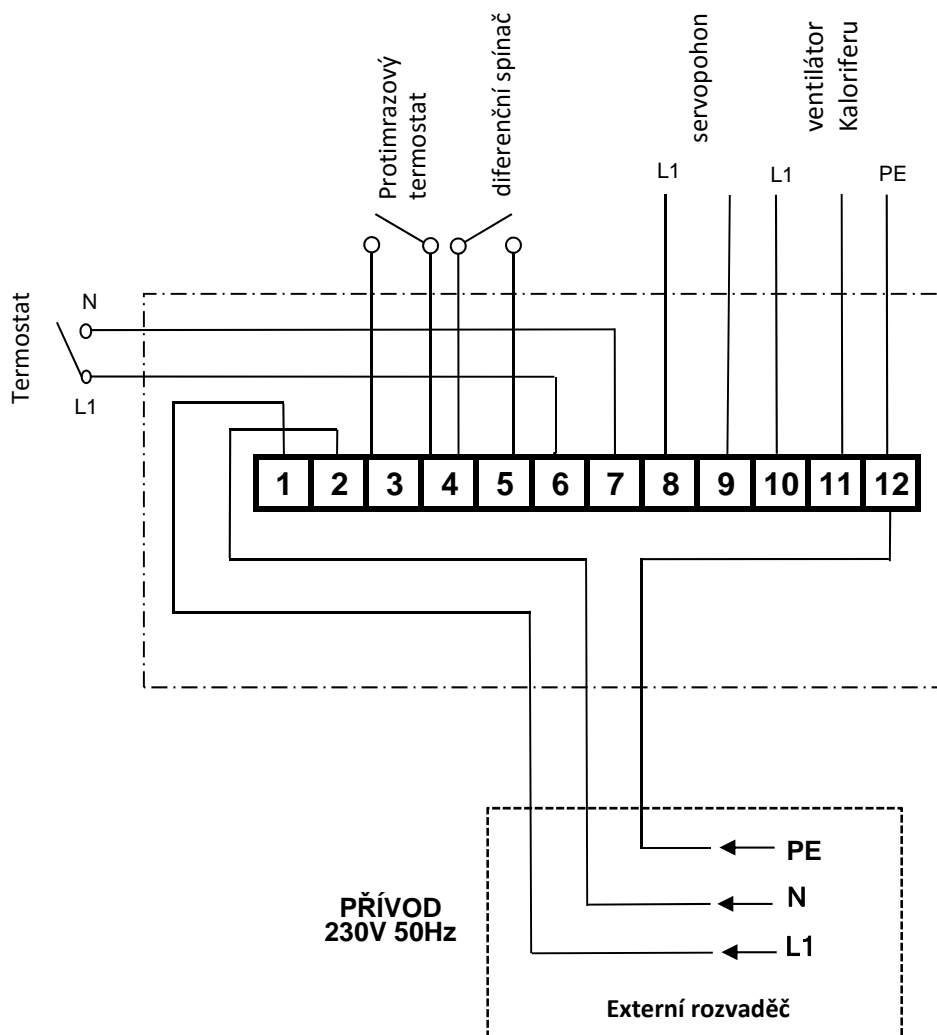 Protimrazový
termostat
diferenční spínač
servopohon
ventilátor
Kaloriferu
L1
L1
PE
Termostat
N
L1
1 2 3 4 5 6 7 8 9 10 11 12
PŘÍVOD
230V 50Hz
PE
N
L1
Externí rozvaděč